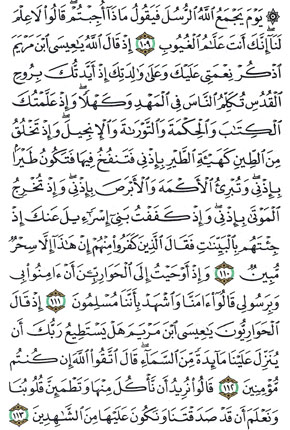 ۞ يَوْمَ يَجْمَعُ ٱللَّهُ ٱلرُّسُلَ فَيَقُولُ مَاذَآ أُجِبْتُمْ ۖ قَالُوا۟ لَا عِلْمَ
لَنَآ ۖ إِنَّكَ أَنتَ عَلَّـٰمُ ٱلْغُيُوبِ ١٠٩ إِذْ قَالَ ٱللَّهُ يَـٰعِيسَى ٱبْنَ مَرْيَمَ
ٱذْكُرْ نِعْمَتِى عَلَيْكَ وَعَلَىٰ وَٰلِدَتِكَ إِذْ أَيَّدتُّكَ بِرُوحِ
ٱلْقُدُسِ تُكَلِّمُ ٱلنَّاسَ فِى ٱلْمَهْدِ وَكَهْلًا ۖ وَإِذْ عَلَّمْتُكَ
ٱلْكِتَـٰبَ وَٱلْحِكْمَةَ وَٱلتَّوْرَىٰةَ وَٱلْإِنجِيلَ ۖ وَإِذْ تَخْلُقُ
مِنَ ٱلطِّينِ كَهَيْـَٔةِ ٱلطَّيْرِ بِإِذْنِى فَتَنفُخُ فِيهَا فَتَكُونُ طَيْرًۢا
بِإِذْنِى ۖ وَتُبْرِئُ ٱلْأَكْمَهَ وَٱلْأَبْرَصَ بِإِذْنِى ۖ وَإِذْ تُخْرِجُ
ٱلْمَوْتَىٰ بِإِذْنِى ۖ وَإِذْ كَفَفْتُ بَنِىٓ إِسْرَٰٓءِيلَ عَنكَ إِذْ
جِئْتَهُم بِٱلْبَيِّنَـٰتِ فَقَالَ ٱلَّذِينَ كَفَرُوا۟ مِنْهُمْ إِنْ هَـٰذَآ إِلَّا سِحْرٌ
مُّبِينٌ ١١٠ وَإِذْ أَوْحَيْتُ إِلَى ٱلْحَوَارِيِّـۧنَ أَنْ ءَامِنُوا۟ بِى
وَبِرَسُولِى قَالُوٓا۟ ءَامَنَّا وَٱشْهَدْ بِأَنَّنَا مُسْلِمُونَ ١١١ إِذْ قَالَ
ٱلْحَوَارِيُّونَ يَـٰعِيسَى ٱبْنَ مَرْيَمَ هَلْ يَسْتَطِيعُ رَبُّكَ أَن
يُنَزِّلَ عَلَيْنَا مَآئِدَةً مِّنَ ٱلسَّمَآءِ ۖ قَالَ ٱتَّقُوا۟ ٱللَّهَ إِن كُنتُم
مُّؤْمِنِينَ ١١٢ قَالُوا۟ نُرِيدُ أَن نَّأْكُلَ مِنْهَا وَتَطْمَئِنَّ قُلُوبُنَا
وَنَعْلَمَ أَن قَدْ صَدَقْتَنَا وَنَكُونَ عَلَيْهَا مِنَ ٱلشَّـٰهِدِينَ ١١٣